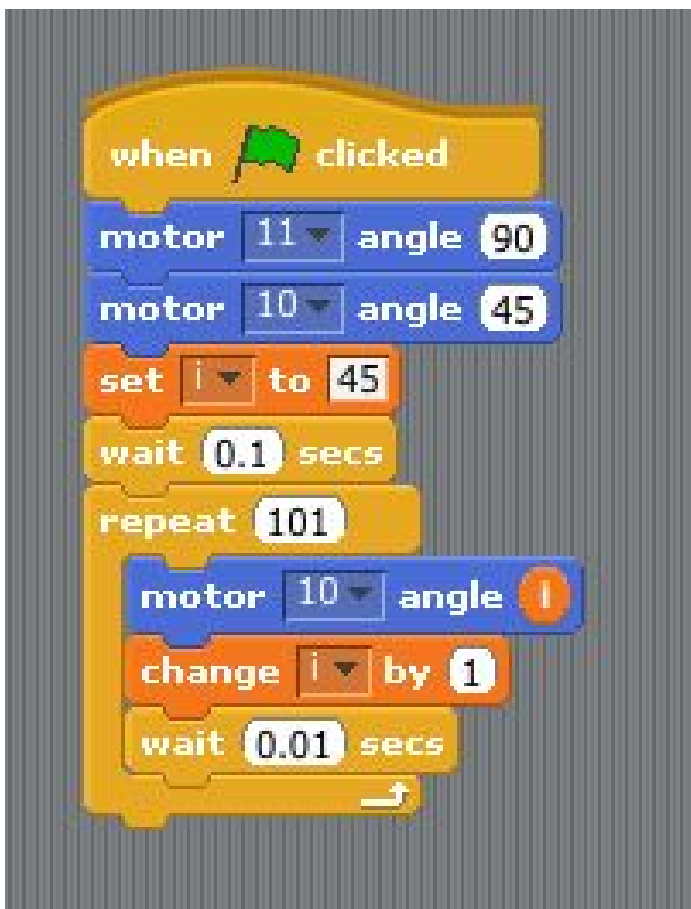 when clicked
motor 11 angle 90
motor 10 angle 45
set i to 45
wait 0.1 secs
repeat 101
motor 10 angle i
change i by 1
wait 0.01 secs